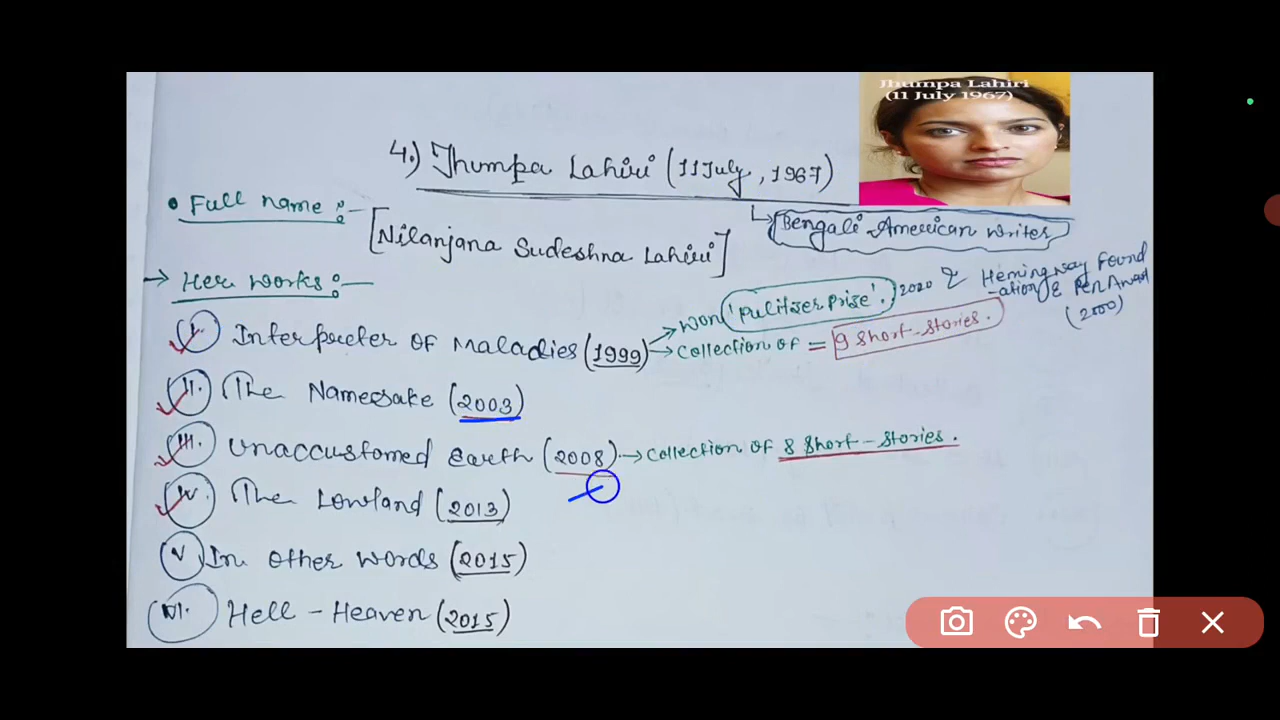 Jhumpa Lahiri
(11 July 1967)
4.) Jhumpa Lahiri (11 July, 1967)
• Full name :-
[Nilanjana Sudeshna Lahiri]
↳ Bengali-American writer
→ Her works :-
I. Interpreter of Maladies (1999)
→ won 'Pulitzer Prize'. 2020 & Hemingway Found
-ation & Pen Award
(2000)
→ collection of = 9 short-stories.
II. The Namesake (2003)
III. Unaccustomed Earth (2008) → collection of 8 short-stories.
IV. The Lowland (2013)
V. In other words (2015)
VI. Hell-Heaven (2015)